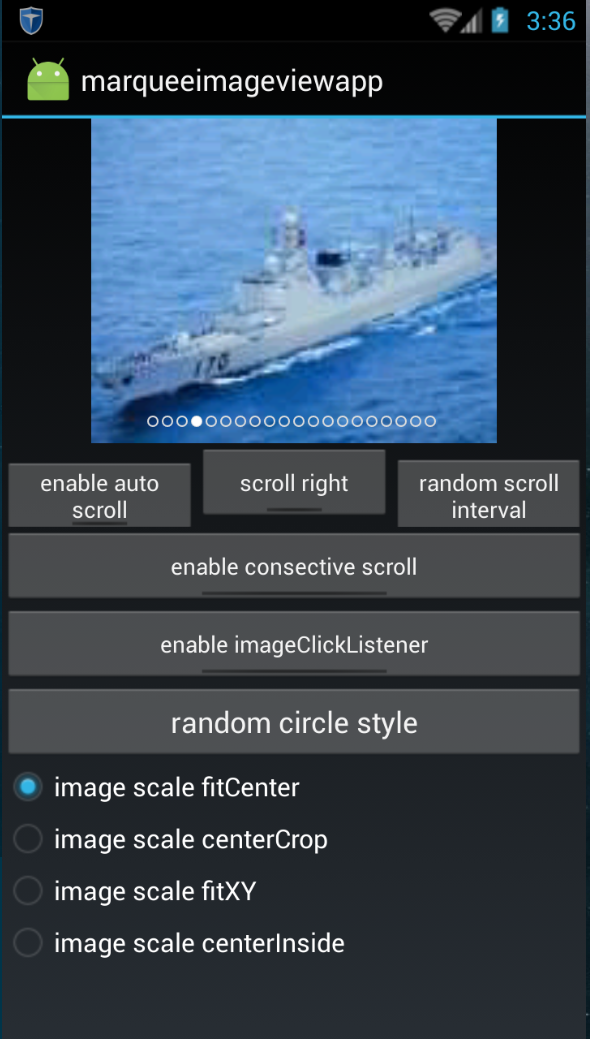 3:36
marqueeimageviewapp
170
enable auto
scroll
scroll right
random scroll
interval
enable consective scroll
enable imageClickListener
random circle style
image scale fitCenter
image scale centerCrop
image scale fitXY
image scale centerInside